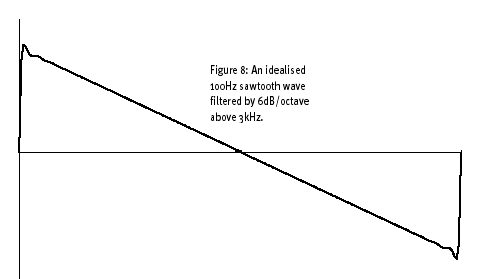 Figure 8: An idealised
100Hz sawtooth wave
filtered by 6dB/octave
above 3kHz.